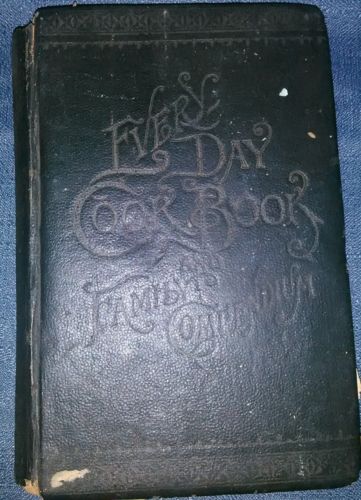 EVERY-
DAY
COOK BOOK
AND
FAMILY
COMPENDIUM